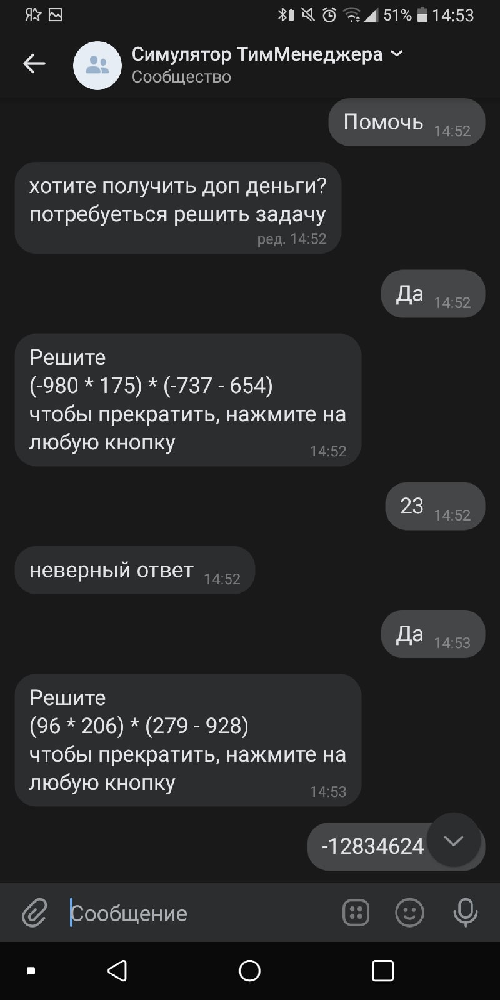 51% 14:53
Симулятор ТимМенеджера
Сообщество
Помочь 14:52
хотите получить доп деньги?
потребуеться решить задачу
ред. 14:52
Да 14:52
Решите
(-980 * 175) * (-737 - 654)
чтобы прекратить, нажмите на
любую кнопку 14:52
23 14:52
неверный ответ 14:52
Да 14:53
Решите
(96 * 206) * (279 - 928)
чтобы прекратить, нажмите на
любую кнопку 14:53
-12834624
Сообщение